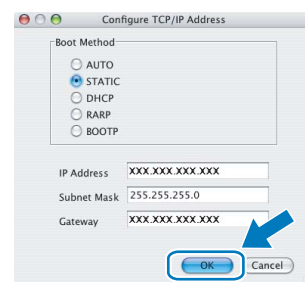 Configure TCP/IP Address
Boot Method
AUTO
STATIC
DHCP
RARP
BOOTP
IP Address XXX.XXX.XXX.XXX
Subnet Mask 255.255.255.0
Gateway XXX.XXX.XXX.XXX
OK Cancel